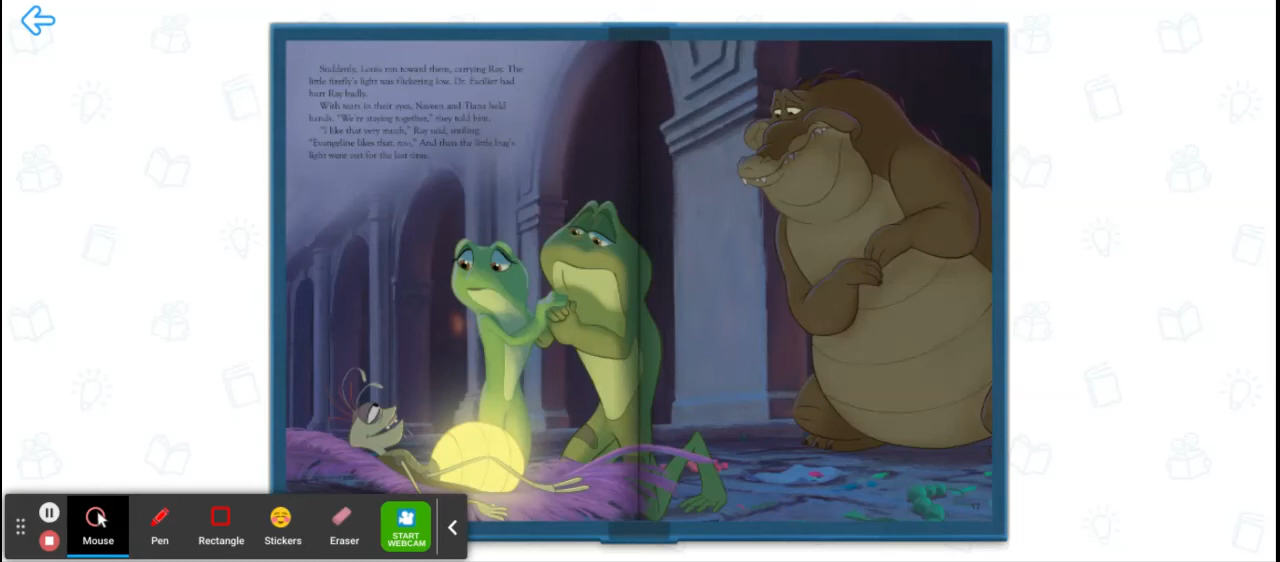 Suddenly, Louis ran toward them, carrying Ray. The
little firefly's light was flickering low. Dr. Facilier had
hurt Ray badly.
With tears in their eyes, Naveen and Tiana held
hands. "We're staying together," they told him.
"I like that very much," Ray said, smiling.
"Evangeline likes that, too." And then the little bug's
light went out for the last time.
Mouse
Pen
Rectangle
Stickers
Eraser
START
WEBCAM